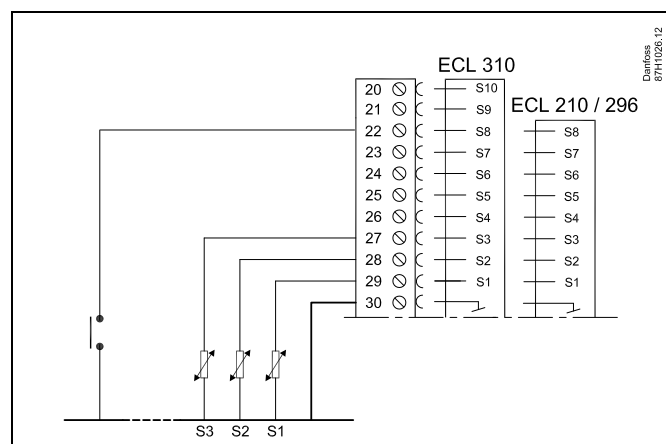 Danfoss
87H1026.12
ECL 310
ECL 210 / 296
20 S10
21 S9
22 S8 S8
23 S7 S7
24 S6 S6
25 S5 S5
26 S4 S4
27 S3 S3
28 S2 S2
29 S1 S1
30
S3 S2 S1